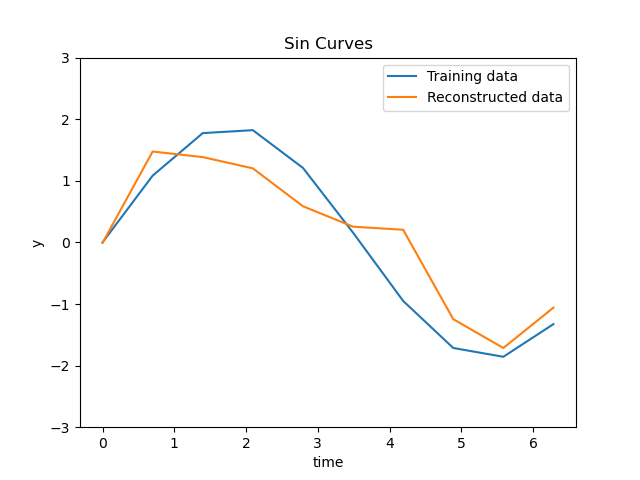 Sin Curves
Training data
Reconstructed data
3
2
1
0
−1
−2
−3
y
0 1 2 3 4 5 6
time